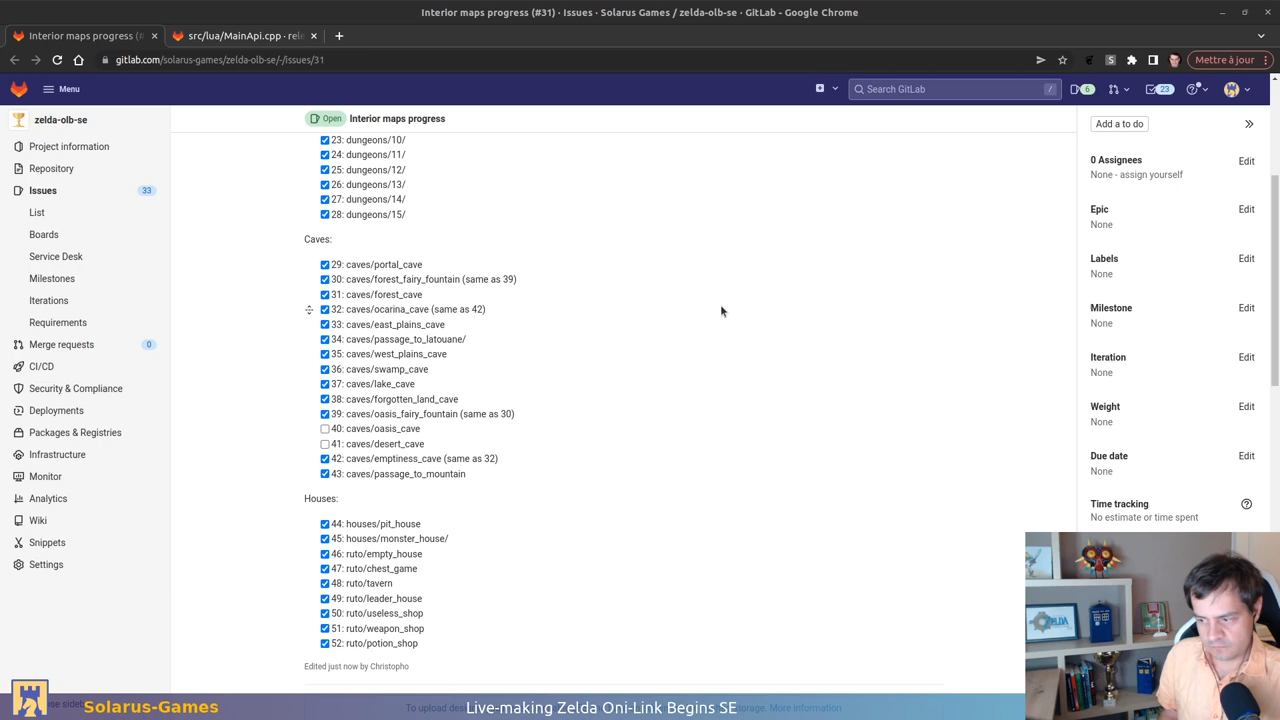 Interior maps progress (#31) · Issues · Solarus Games / zelda-olb-se · GitLab - Google Chrome
Interior maps progress (#
src/lua/MainApi.cpp · rel
gitlab.com/solarus-games/zelda-olb-se/-/issues/31
Mettre à jour
Menu
Search GitLab
/
6
23
zelda-olb-se
Project information
Repository
Issues
33
List
Boards
Service Desk
Milestones
Iterations
Requirements
Merge requests
0
CI/CD
Security & Compliance
Deployments
Packages & Registries
Infrastructure
Monitor
Analytics
Wiki
Snippets
Settings
Open Interior maps progress
23: dungeons/10/
24: dungeons/11/
25: dungeons/12/
26: dungeons/13/
27: dungeons/14/
28: dungeons/15/
Caves:
29: caves/portal_cave
30: caves/forest_fairy_fountain (same as 39)
31: caves/forest_cave
32: caves/ocarina_cave (same as 42)
33: caves/east_plains_cave
34: caves/passage_to_latouane/
35: caves/west_plains_cave
36: caves/swamp_cave
37: caves/lake_cave
38: caves/forgotten_land_cave
39: caves/oasis_fairy_fountain (same as 30)
40: caves/oasis_cave
41: caves/desert_cave
42: caves/emptiness_cave (same as 32)
43: caves/passage_to_mountain
Houses:
44: houses/pit_house
45: houses/monster_house/
46: ruto/empty_house
47: ruto/chest_game
48: ruto/tavern
49: ruto/leader_house
50: ruto/useless_shop
51: ruto/weapon_shop
52: ruto/potion_shop
Edited just now by Christopho
Add a to do
0 Assignees
Edit
None - assign yourself
Epic
Edit
None
Labels
Edit
None
Milestone
Edit
None
Iteration
Edit
None
Weight
Edit
None
Due date
Edit
None
Time tracking
No estimate or time spent
Solarus-Games
Live-making Zelda Oni-Link Begins SE
More information